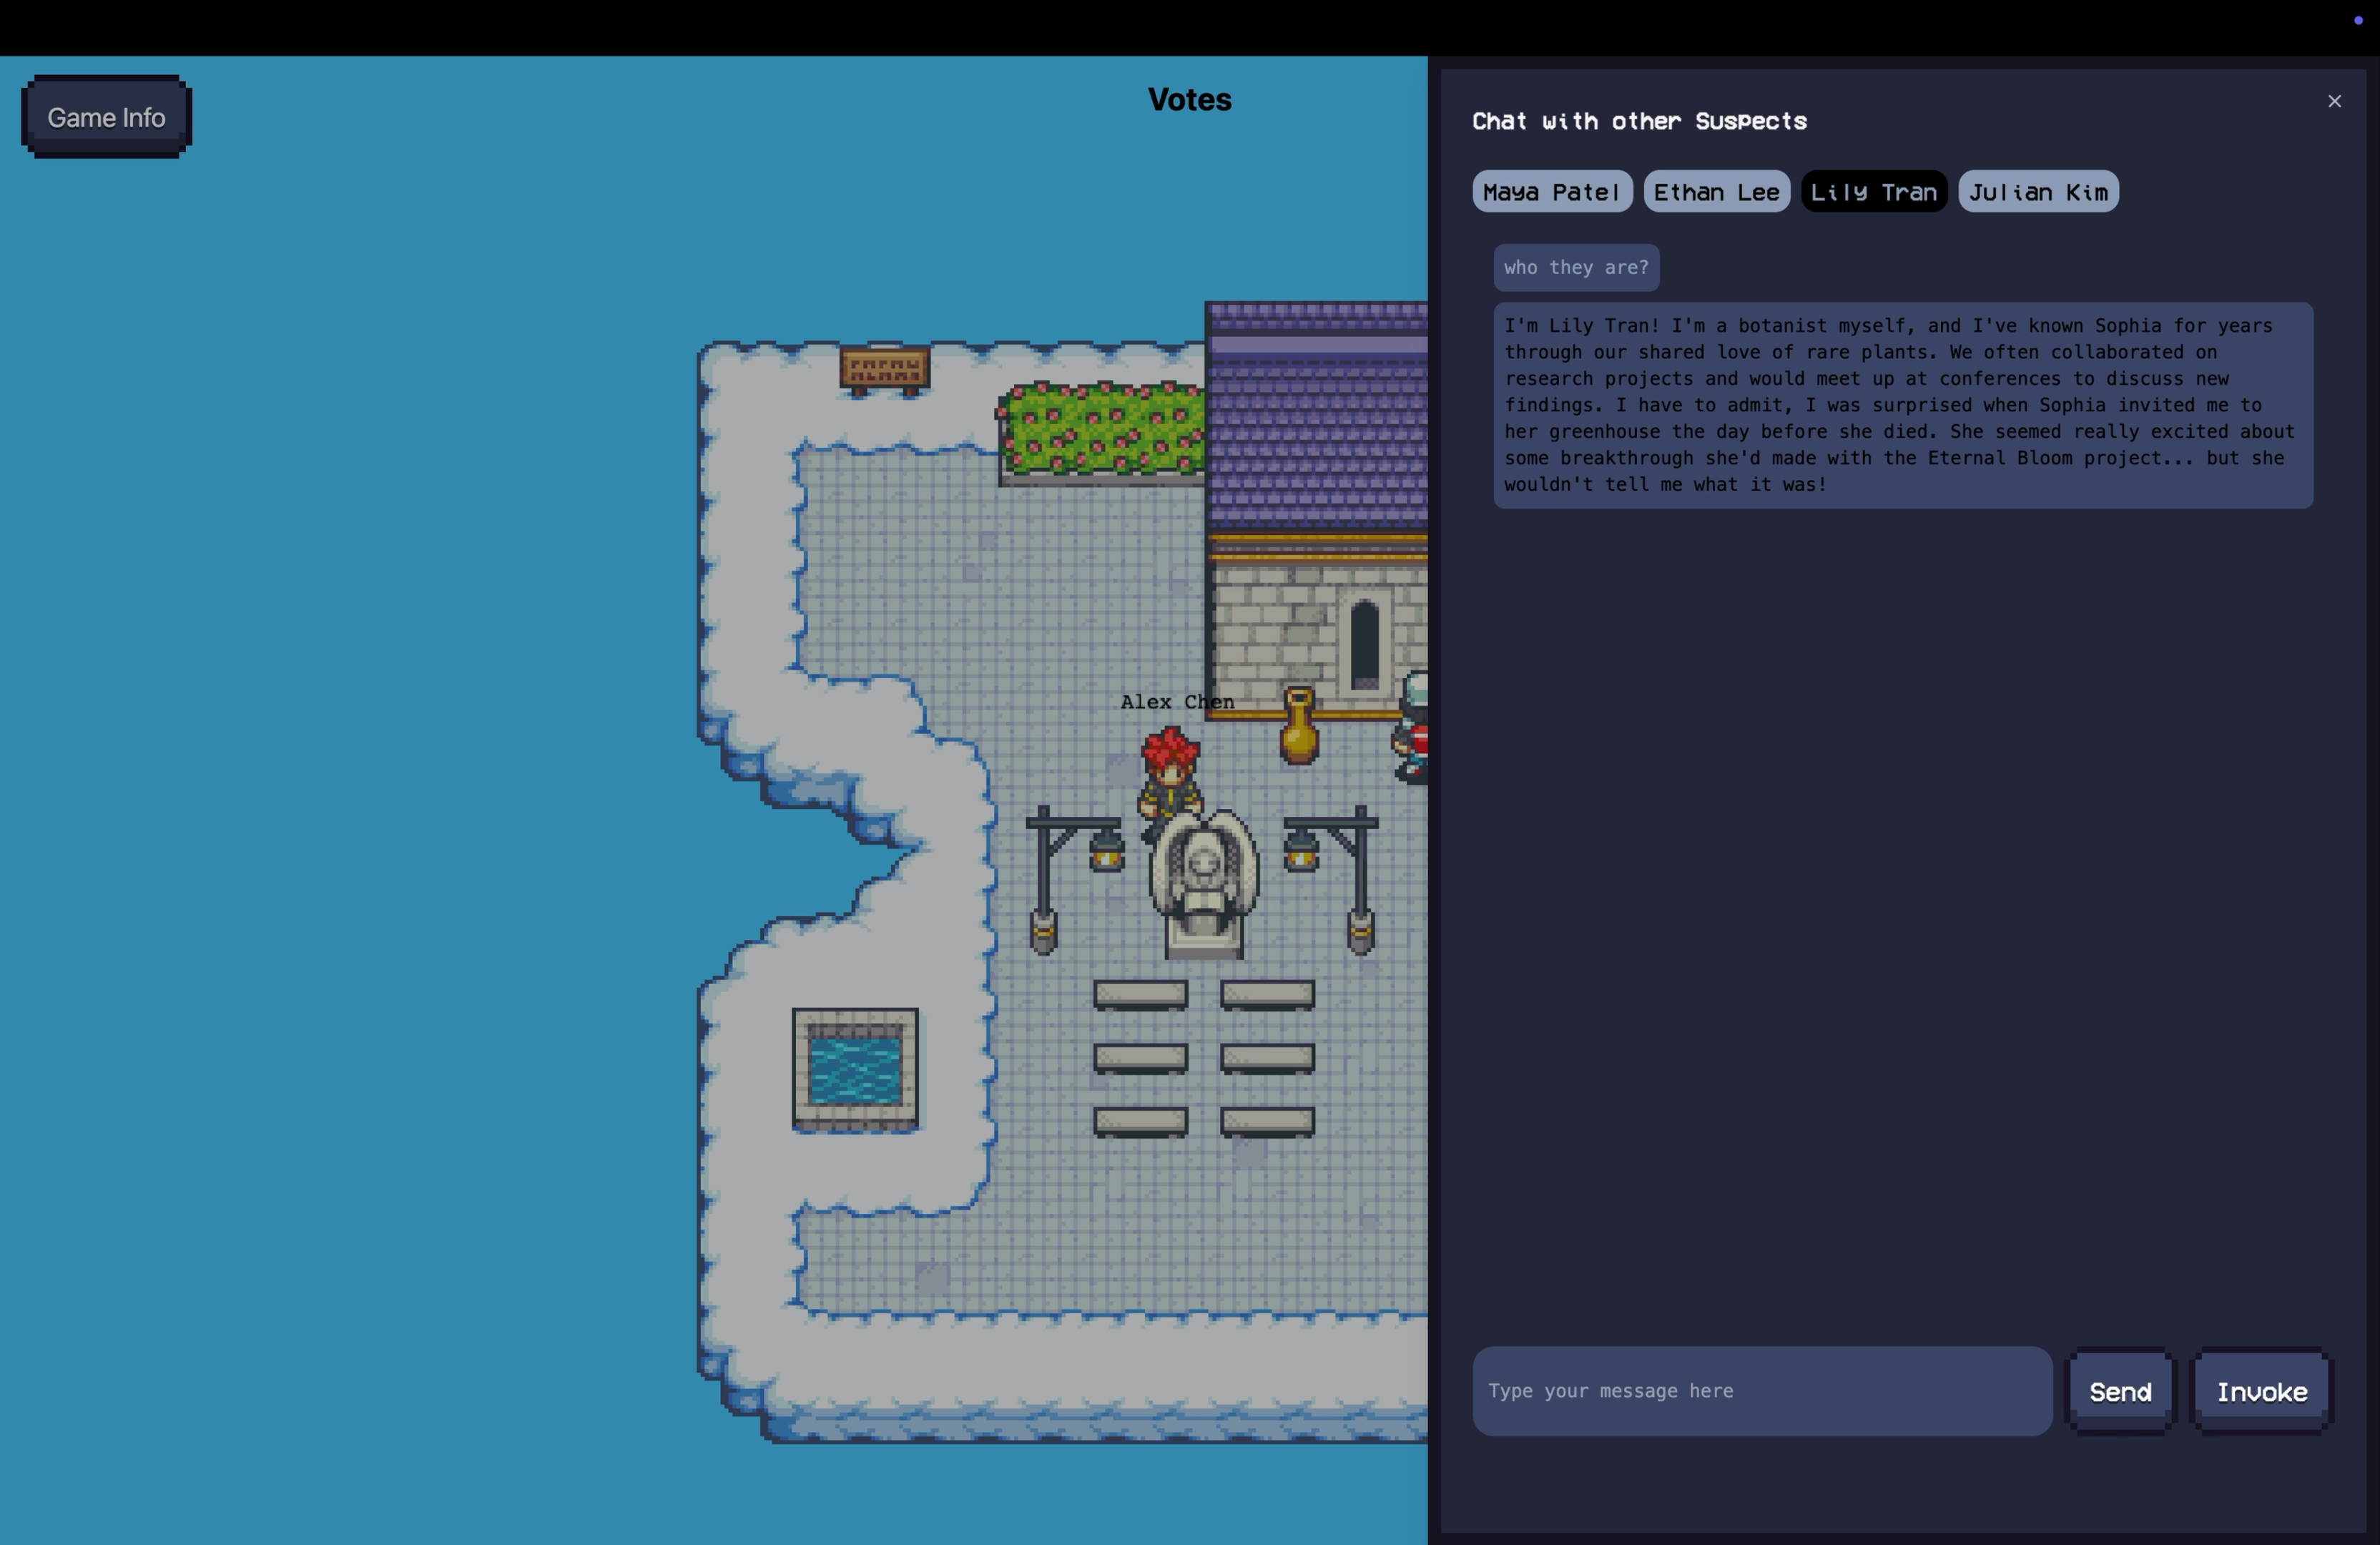 Game Info
Votes
Alex Chen
Chat with other Suspects
Maya Patel Ethan Lee Lily Tran Julian Kim
who they are?
I'm Lily Tran! I'm a botanist myself, and I've known Sophia for years
through our shared love of rare plants. We often collaborated on
research projects and would meet up at conferences to discuss new
findings. I have to admit, I was surprised when Sophia invited me to
her greenhouse the day before she died. She seemed really excited about
some breakthrough she'd made with the Eternal Bloom project... but she
wouldn't tell me what it was!
Type your message here
Send
Invoke